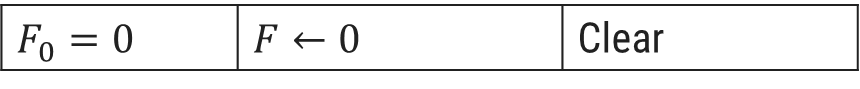 F₀ = 0 F ← 0 Clear